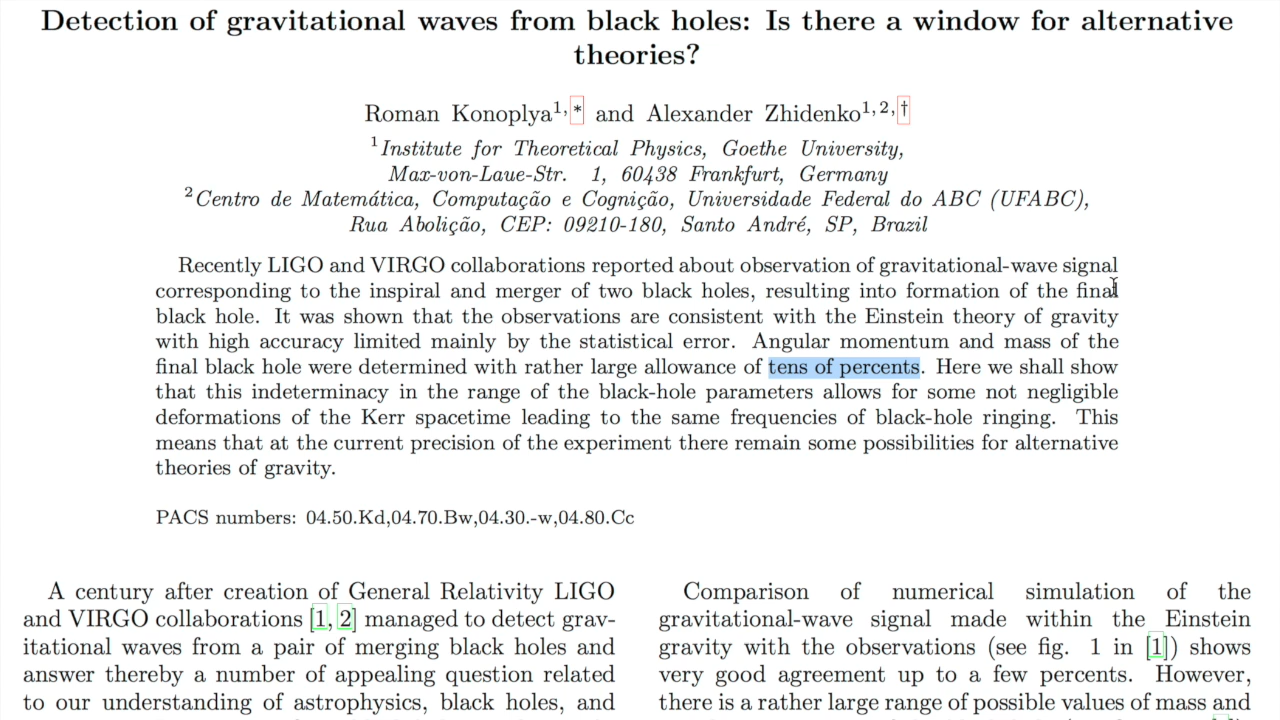 Detection of gravitational waves from black holes: Is there a window for alternative
theories?
Roman Konoplya1, * and Alexander Zhidenko1, 2, †
1Institute for Theoretical Physics, Goethe University,
Max-von-Laue-Str. 1, 60438 Frankfurt, Germany
2Centro de Matemática, Computação e Cognição, Universidade Federal do ABC (UFABC),
Rua Abolição, CEP: 09210-180, Santo André, SP, Brazil
Recently LIGO and VIRGO collaborations reported about observation of gravitational-wave signal
corresponding to the inspiral and merger of two black holes, resulting into formation of the final
black hole. It was shown that the observations are consistent with the Einstein theory of gravity
with high accuracy limited mainly by the statistical error. Angular momentum and mass of the
final black hole were determined with rather large allowance of tens of percents. Here we shall show
that this indeterminacy in the range of the black-hole parameters allows for some not negligible
deformations of the Kerr spacetime leading to the same frequencies of black-hole ringing. This
means that at the current precision of the experiment there remain some possibilities for alternative
theories of gravity.
PACS numbers: 04.50.Kd,04.70.Bw,04.30.-w,04.80.Cc
A century after creation of General Relativity LIGO
and VIRGO collaborations [1, 2] managed to detect grav-
itational waves from a pair of merging black holes and
answer thereby a number of appealing question related
to our understanding of astrophysics, black holes, and
Comparison of numerical simulation of the
gravitational-wave signal made within the Einstein
gravity with the observations (see fig. 1 in [1]) shows
very good agreement up to a few percents. However,
there is a rather large range of possible values of mass and